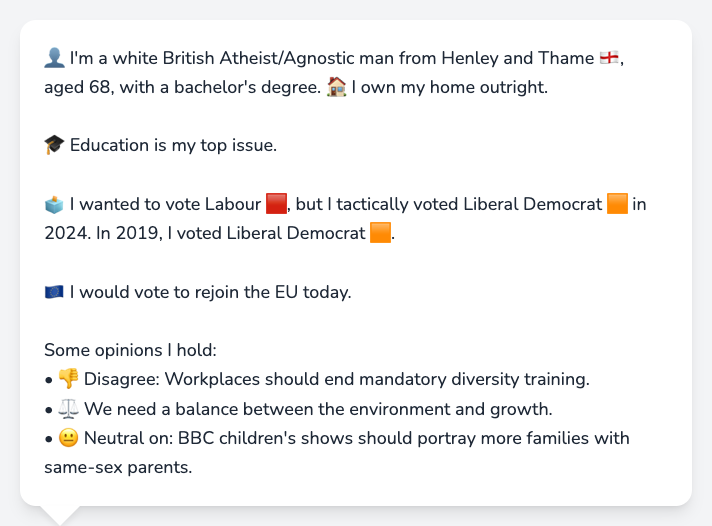 👤 I'm a white British Atheist/Agnostic man from Henley and Thame 🏴󠁧󠁢󠁥󠁮󠁧󠁿,
aged 68, with a bachelor's degree. 🏠 I own my home outright.
🎓 Education is my top issue.
🗳️ I wanted to vote Labour 🟥, but I tactically voted Liberal Democrat 🟧 in
2024. In 2019, I voted Liberal Democrat 🟧.
🇪🇺 I would vote to rejoin the EU today.
Some opinions I hold:
• 👎 Disagree: Workplaces should end mandatory diversity training.
• ⚖️ We need a balance between the environment and growth.
• 😐 Neutral on: BBC children's shows should portray more families with
same-sex parents.